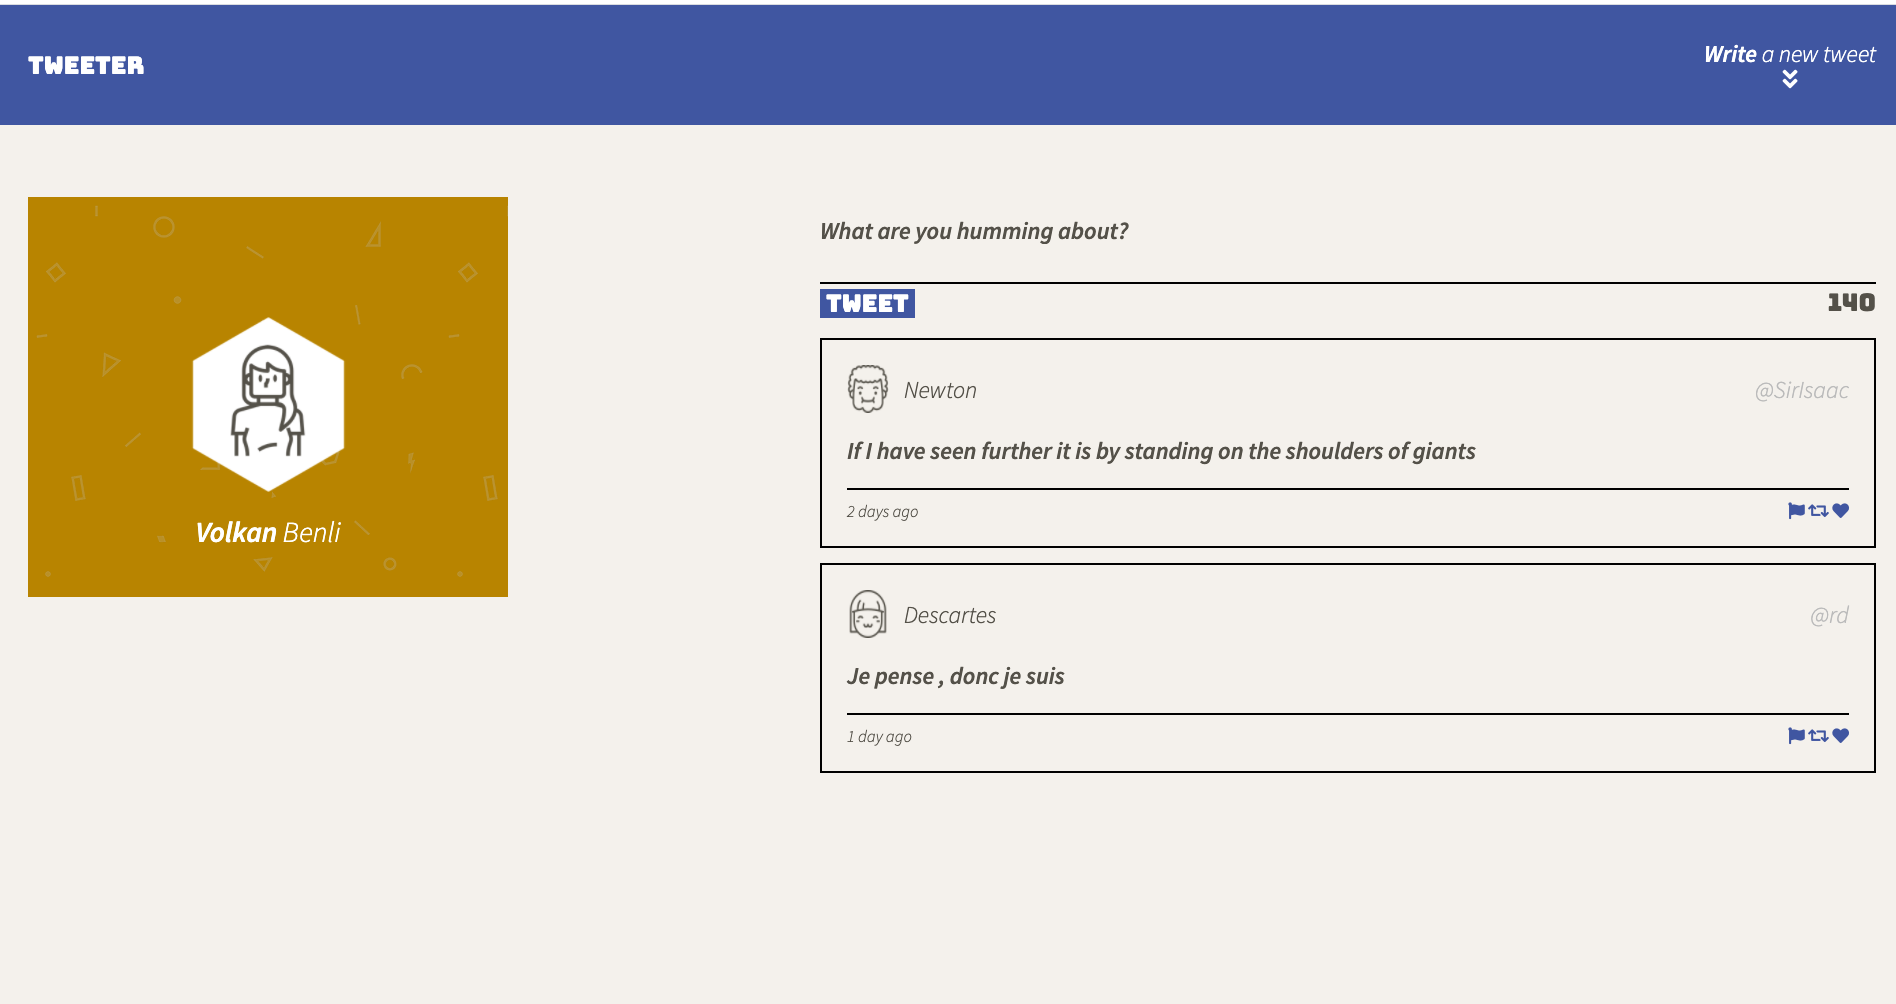 TWEETER
Write a new tweet
Volkan Benli
What are you humming about?
TWEET
140
Newton
@SirIsaac
If I have seen further it is by standing on the shoulders of giants
2 days ago
Descartes
@rd
Je pense , donc je suis
1 day ago